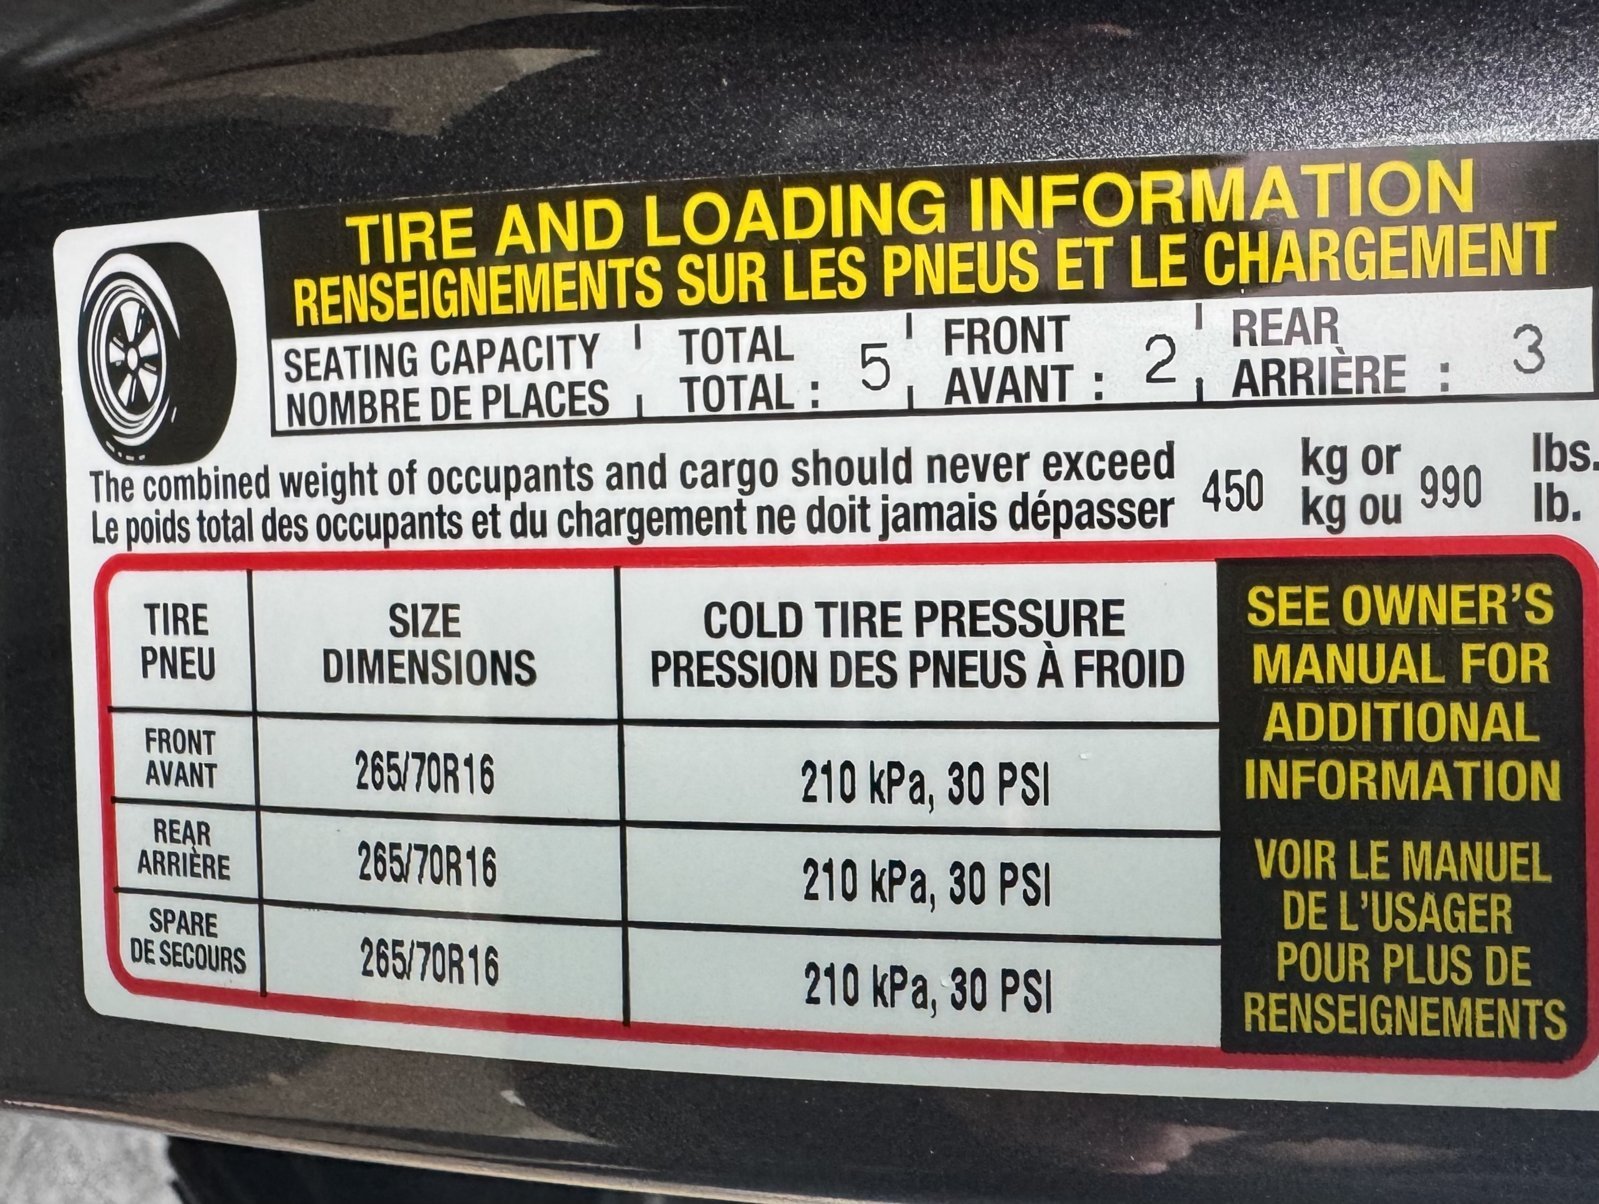 TIRE AND LOADING INFORMATION
RENSEIGNEMENTS SUR LES PNEUS ET LE CHARGEMENT
SEATING CAPACITY TOTAL FRONT REAR
NOMBRE DE PLACES TOTAL : 5 AVANT : 2 ARRIÈRE : 3
The combined weight of occupants and cargo should never exceed 450 kg or 990 lbs.
Le poids total des occupants et du chargement ne doit jamais dépasser kg ou lb.
TIRE SIZE COLD TIRE PRESSURE
PNEU DIMENSIONS PRESSION DES PNEUS À FROID
FRONT
AVANT 265/70R16 210 kPa, 30 PSI
REAR
ARRIÈRE 265/70R16 210 kPa, 30 PSI
SPARE
DE SECOURS 265/70R16 210 kPa, 30 PSI
SEE OWNER'S
MANUAL FOR
ADDITIONAL
INFORMATION
VOIR LE MANUEL
DE L'USAGER
POUR PLUS DE
RENSEIGNEMENTS